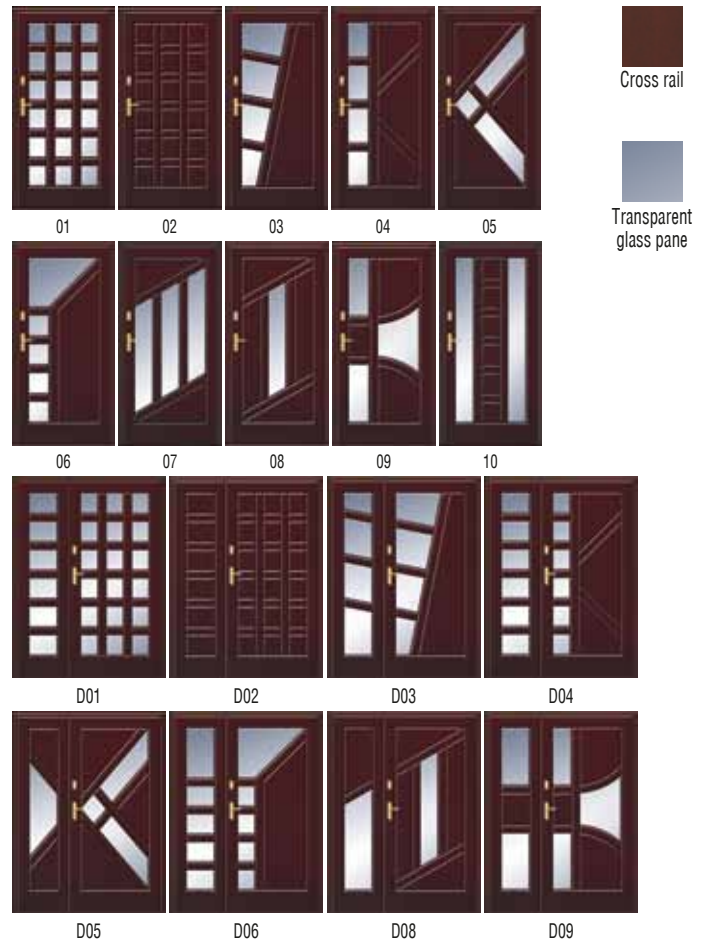 Cross rail
Transparent
glass pane
01 02 03 04 05
06 07 08 09 10
D01 D02 D03 D04
D05 D06 D08 D09